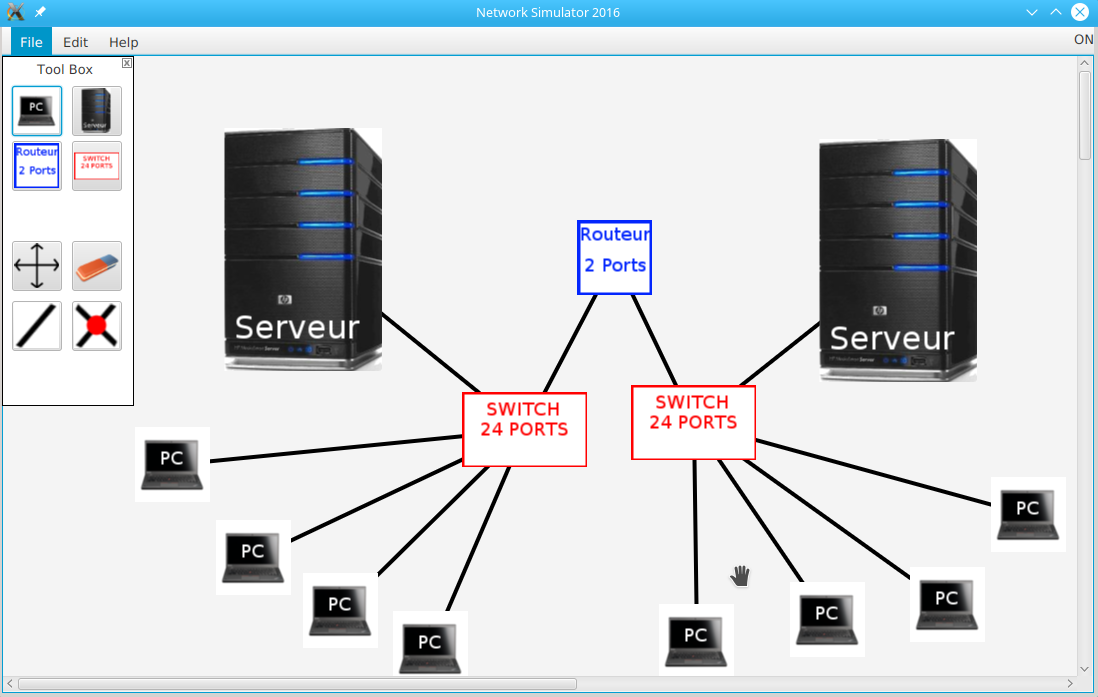 Network Simulator 2016
File Edit Help
ON
Tool Box
PC
Serveur
Routeur
2 Ports
SWITCH
24 PORTS
Serveur
Routeur
2 Ports
Serveur
SWITCH
24 PORTS
SWITCH
24 PORTS
PC
PC
PC
PC
PC
PC
PC
PC